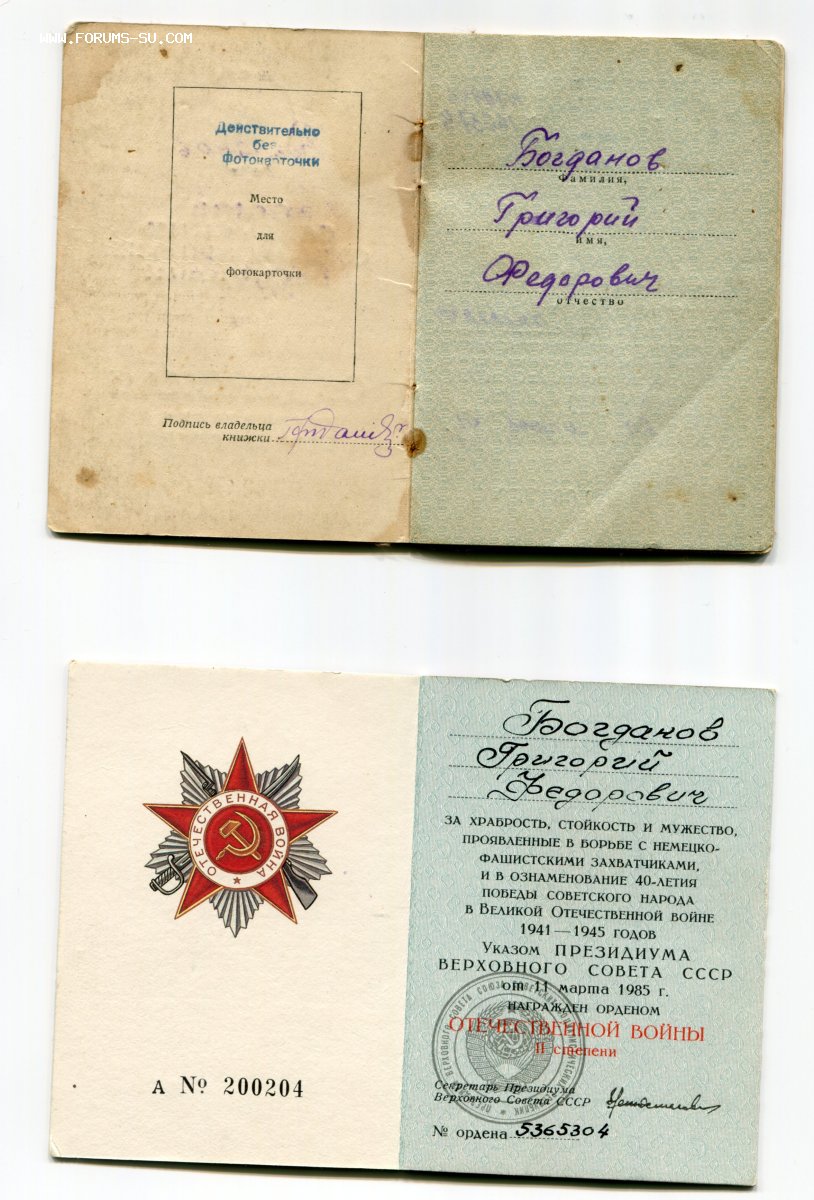 WWW.FORUMS-SU.COM
Действительно
без
фотокарточки
Место
для
фотокарточки
Подпись владельца
книжки
Богданов
Фамилия,
Григорий
имя,
Федорович
отчество
ОТЕЧЕСТВЕННАЯ ВОЙНА
А № 200204
Богданов
Григорий
Федорович
ЗА ХРАБРОСТЬ, СТОЙКОСТЬ И МУЖЕСТВО,
ПРОЯВЛЕННЫЕ В БОРЬБЕ С НЕМЕЦКО-
ФАШИСТСКИМИ ЗАХВАТЧИКАМИ,
И В ОЗНАМЕНОВАНИЕ 40-ЛЕТИЯ
ПОБЕДЫ СОВЕТСКОГО НАРОДА
В ВЕЛИКОЙ ОТЕЧЕСТВЕННОЙ ВОЙНЕ
1941—1945 ГОДОВ
УКАЗОМ ПРЕЗИДИУМА
ВЕРХОВНОГО СОВЕТА СССР
от 11 марта 1985 г.
НАГРАЖДЕН ОРДЕНОМ
ОТЕЧЕСТВЕННОЙ ВОЙНЫ
II степени
Секретарь Президиума
Верховного Совета СССР
№ ордена 5365304